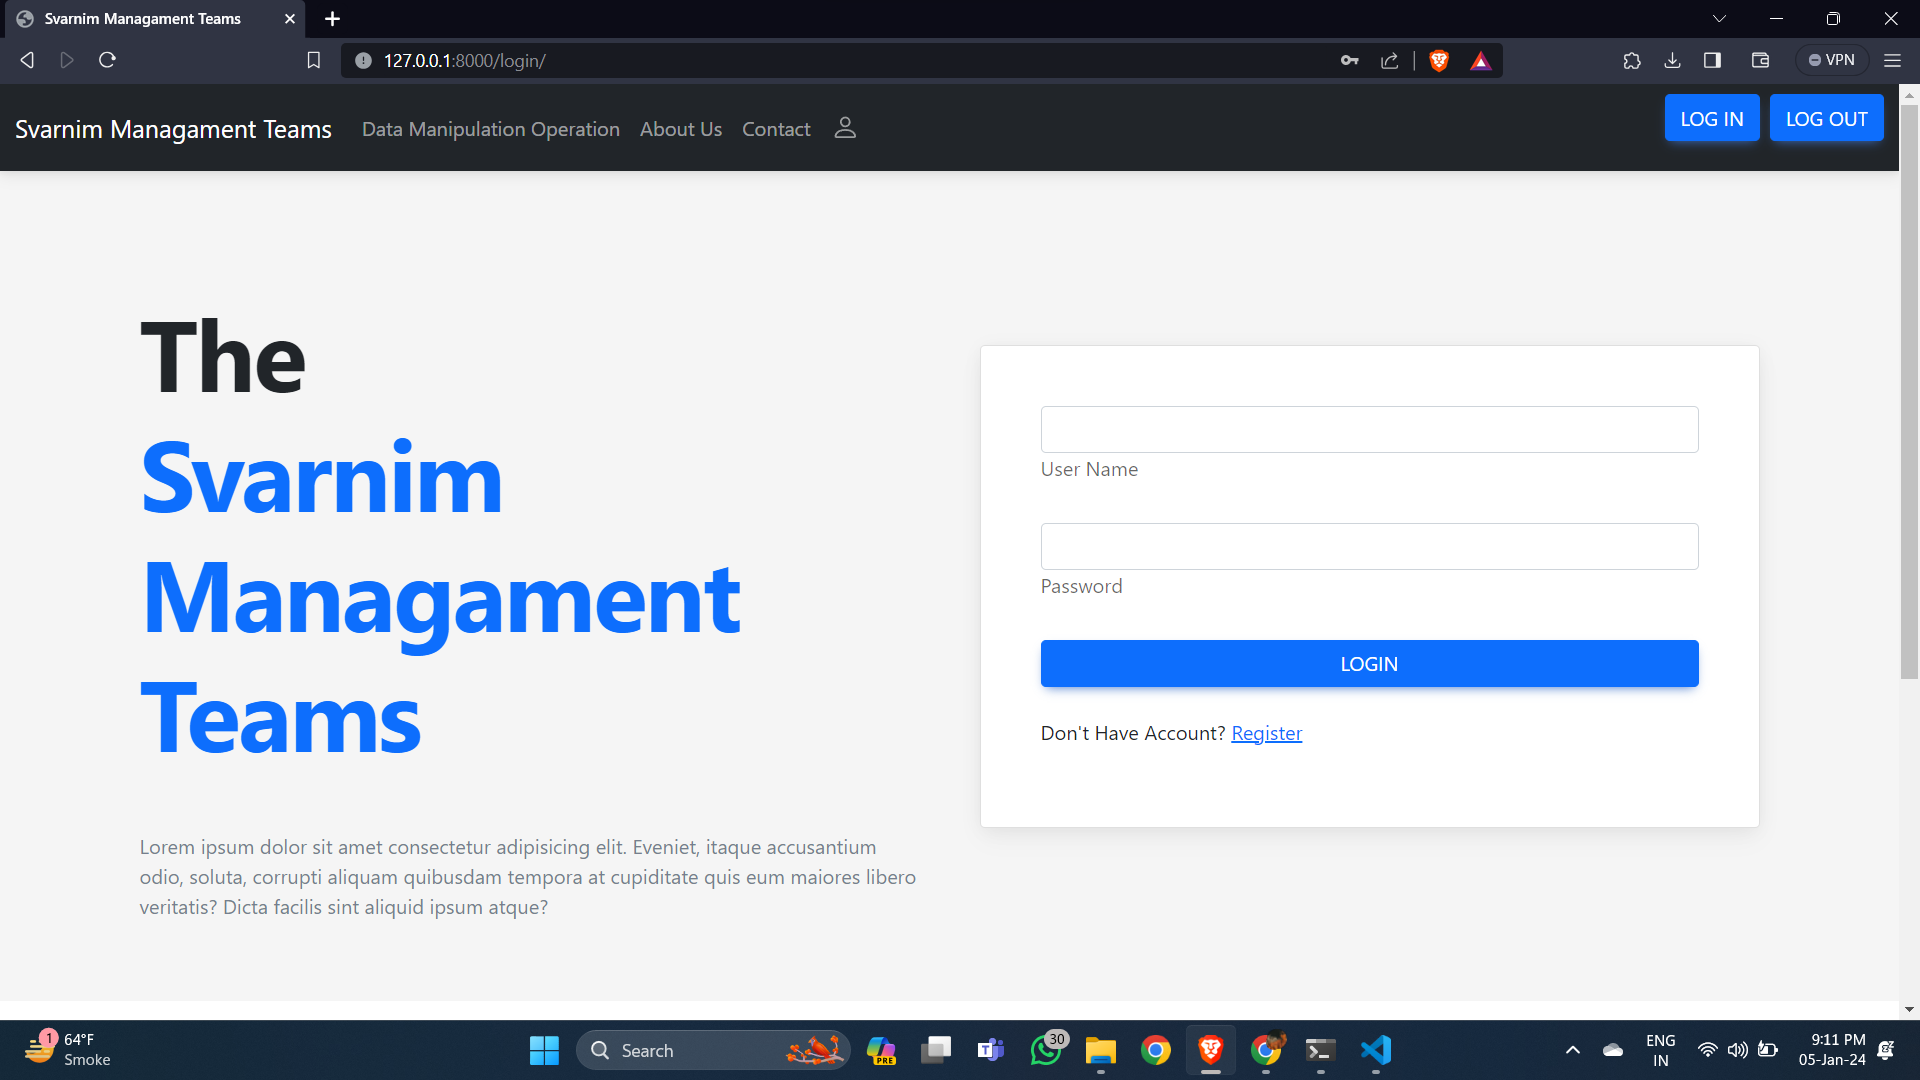 Svarnim Managament Teams
127.0.0.1:8000/login/
VPN
Svarnim Managament Teams
Data Manipulation Operation
About Us
Contact
LOG IN
LOG OUT
The
Svarnim
Managament
Teams
Lorem ipsum dolor sit amet consectetur adipisicing elit. Eveniet, itaque accusantium
odio, soluta, corrupti aliquam quibusdam tempora at cupiditate quis eum maiores libero
veritatis? Dicta facilis sint aliquid ipsum atque?
User Name
Password
LOGIN
Don't Have Account? Register
1
64°F
Smoke
Search
PRE
30
ENG
IN
9:11 PM
05-Jan-24